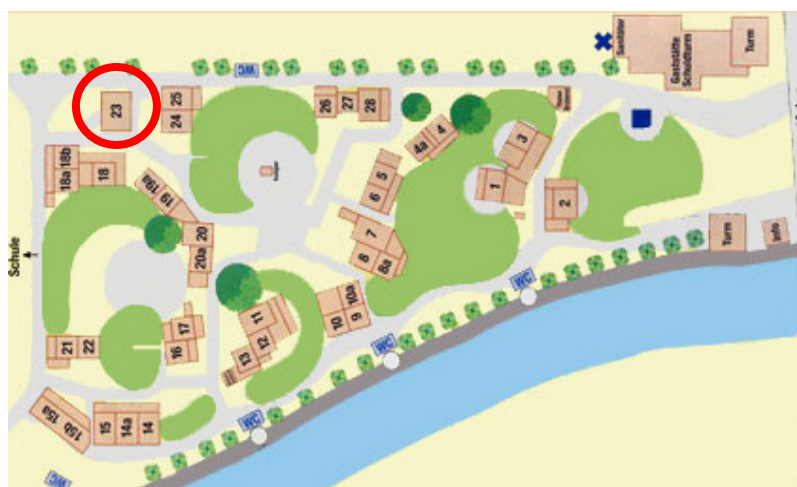 Sanitäter
Gaststätte
Schuldturm
Turm
WC
23
25
24
26
27
28
4
4a
3
18b
18a
18
19a
19
5
6
1
2
20
20a
7
8
8a
Turm
Info
Schule
WC
10a
10
9
11
12
13
17
16
21
22
WC
15a
15b
15
14a
14
WC
WC